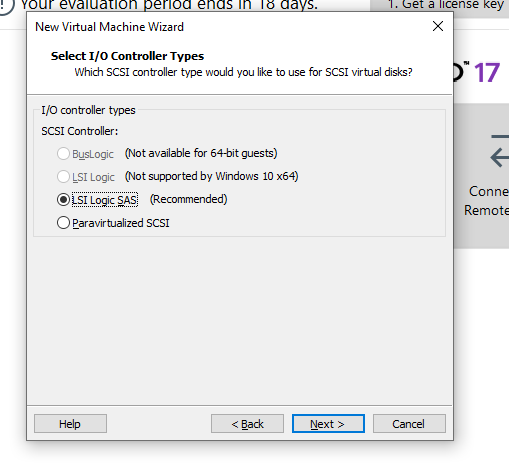 Your evaluation period ends in 18 days.
1. Get a license key
New Virtual Machine Wizard
Select I/O Controller Types
Which SCSI controller type would you like to use for SCSI virtual disks?
™ 17
I/O controller types
SCSI Controller:
BusLogic (Not available for 64-bit guests)
LSI Logic (Not supported by Windows 10 x64)
LSI Logic SAS (Recommended)
Paravirtualized SCSI
Conne
Remote
Help
< Back
Next >
Cancel